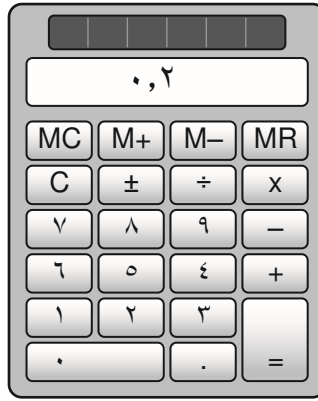 ٠,٢
MC M+ M– MR
C ± ÷ x
٧ ٨ ٩ –
٦ ٥ ٤ +
١ ٢ ٣
٠ . =